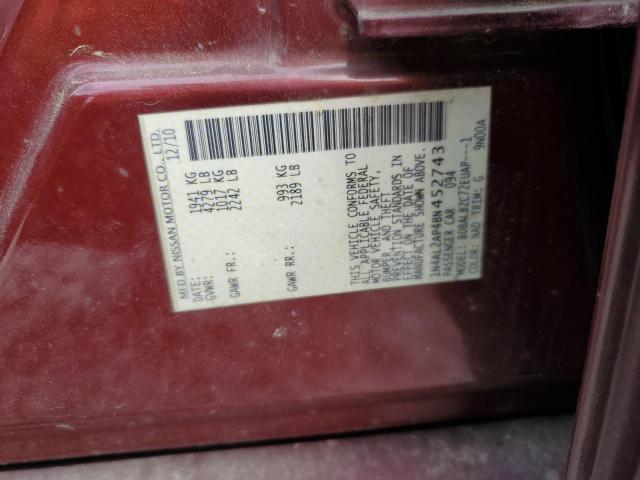 MFD BY NISSAN MOTOR CO., LTD.
DATE: 12/10
GVWR: 1941 KG
4279 LB
GAWR FR.: 1017 KG
2242 LB
GAWR RR.: 993 KG
2189 LB
THIS VEHICLE CONFORMS TO
ALL APPLICABLE FEDERAL
MOTOR VEHICLE SAFETY,
BUMPER, AND THEFT
PREVENTION STANDARDS IN
EFFECT ON THE DATE OF
MANUFACTURE SHOWN ABOVE.
1N4AL2AP4BN452743
PASSENGER CAR 094
MODEL: BDBALBZC72EUAP---1
COLOR: NAD TRIM: G 9N00A